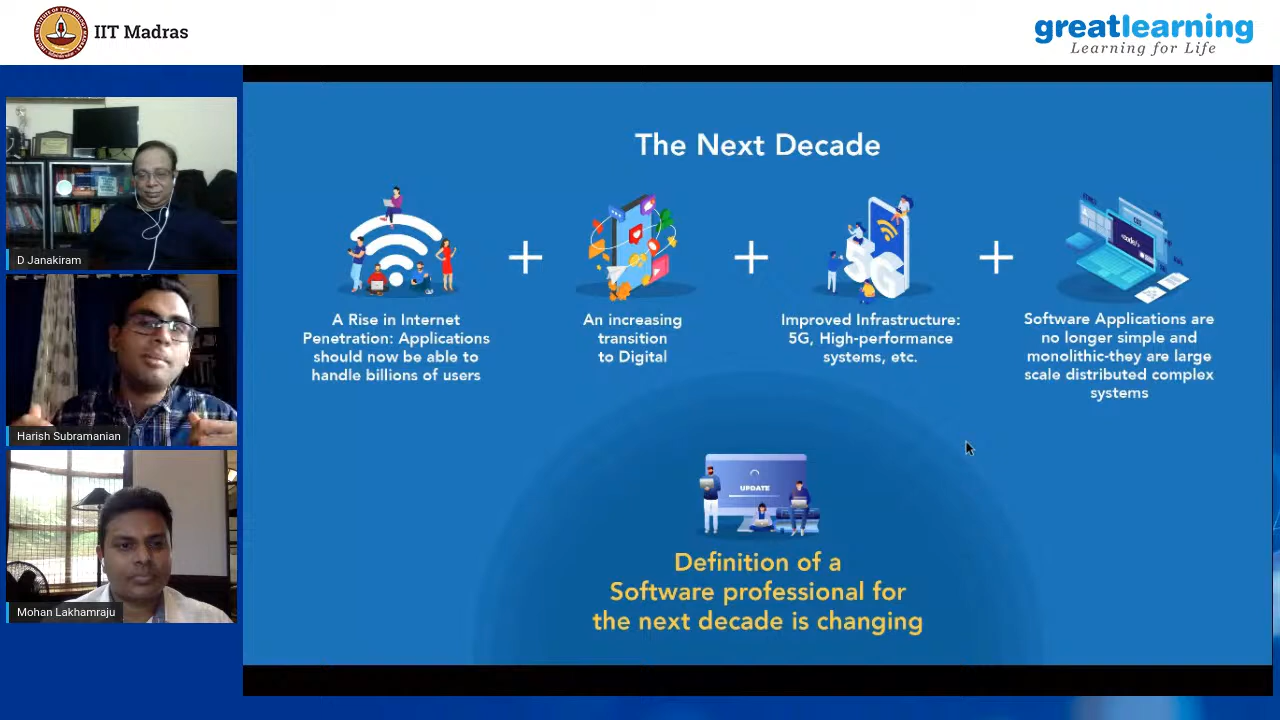 IIT Madras
greatlearning
Learning for Life
D Janakiram
Harish Subramanian
Mohan Lakhamraju
The Next Decade
A Rise in Internet
Penetration: Applications
should now be able to
handle billions of users
An increasing
transition
to Digital
5G
Improved Infrastructure:
5G, High-performance
systems, etc.
Software Applications are
no longer simple and
monolithic-they are large
scale distributed complex
systems
UPDATE
Definition of a
Software professional for
the next decade is changing